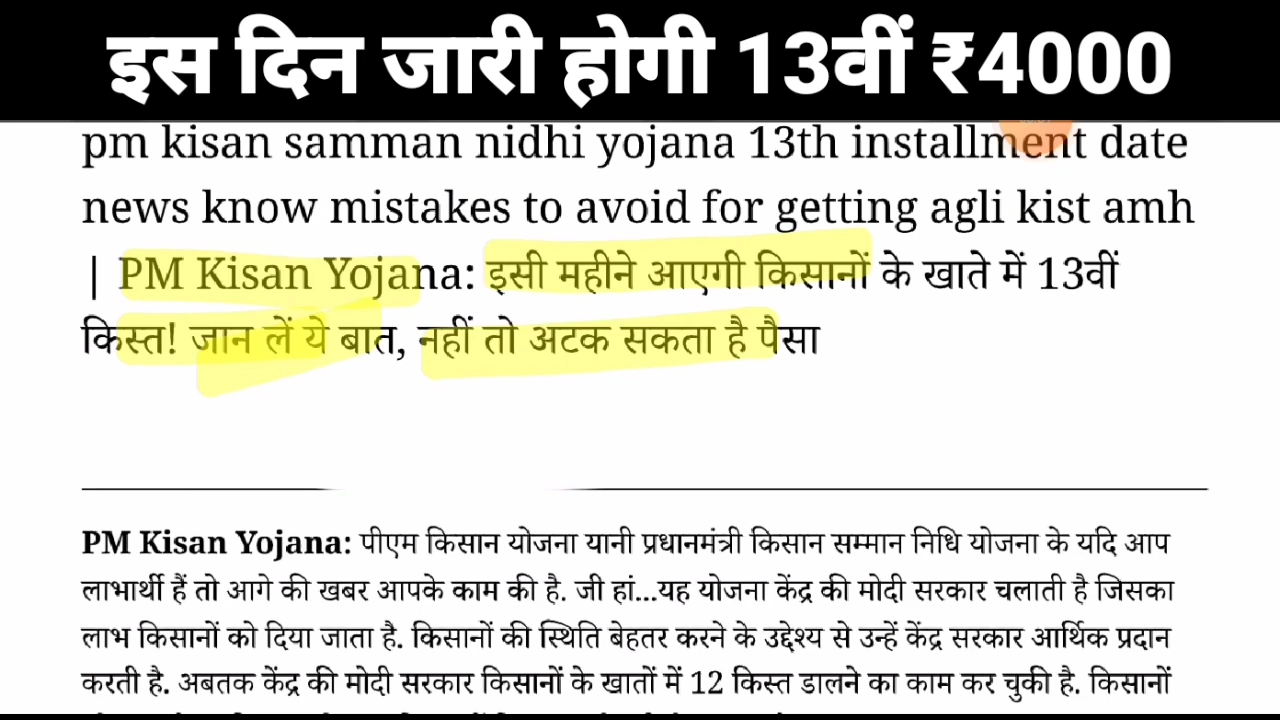 इस दिन जारी होगी 13वीं ₹4000
pm kisan samman nidhi yojana 13th installment date
news know mistakes to avoid for getting agli kist amh
| PM Kisan Yojana: इसी महीने आएगी किसानों के खाते में 13वीं
किस्त! जान लें ये बात, नहीं तो अटक सकता है पैसा
PM Kisan Yojana: पीएम किसान योजना यानी प्रधानमंत्री किसान सम्मान निधि योजना के यदि आप
लाभार्थी हैं तो आगे की खबर आपके काम की है. जी हां...यह योजना केंद्र की मोदी सरकार चलाती है जिसका
लाभ किसानों को दिया जाता है. किसानों की स्थिति बेहतर करने के उद्देश्य से उन्हें केंद्र सरकार आर्थिक प्रदान
करती है. अबतक केंद्र की मोदी सरकार किसानों के खातों में 12 किस्त डालने का काम कर चुकी है. किसानों